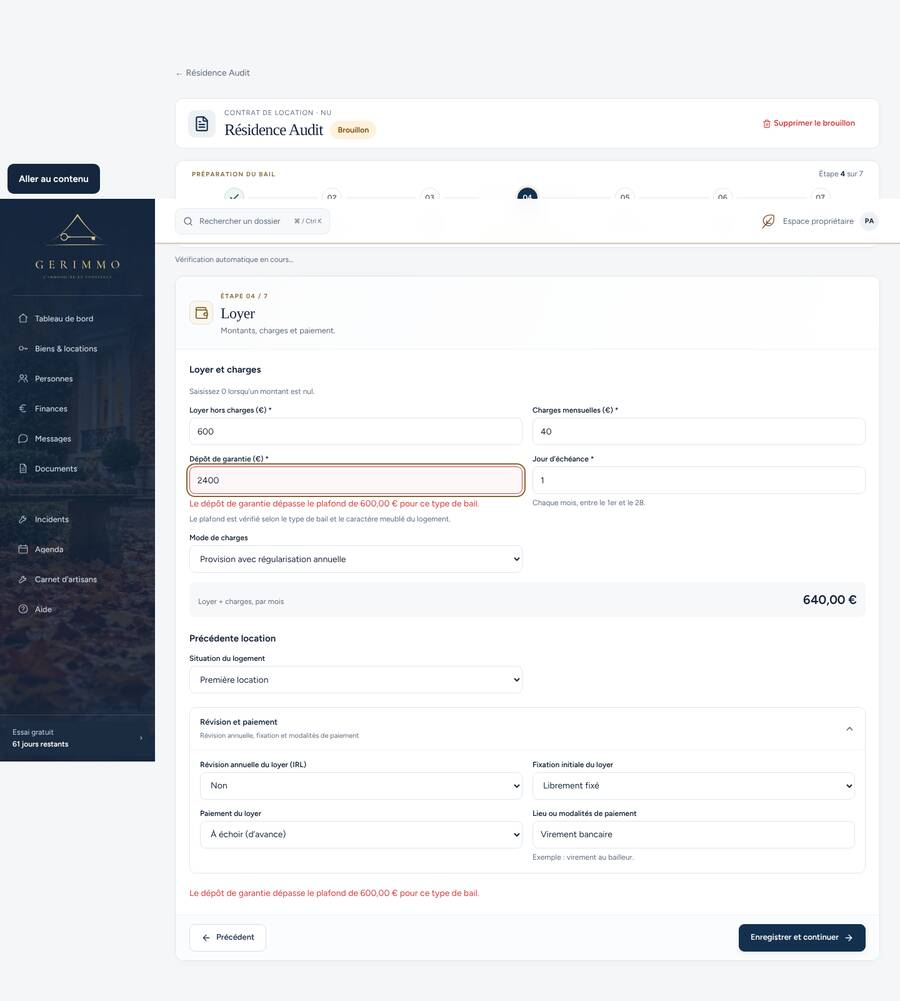 ← Résidence Audit
CONTRAT DE LOCATION · NU
Résidence Audit
Brouillon
Supprimer le brouillon
Aller au contenu
PRÉPARATION DU BAIL
Étape 4 sur 7
02
03
04
05
06
07
Rechercher un dossier
⌘ / Ctrl K
Espace propriétaire
PA
GERIMMO
Vérification automatique en cours…
Tableau de bord
Biens & locations
Personnes
Finances
Messages
Documents
Incidents
Agenda
Carnet d'artisans
Aide
Essai gratuit
61 jours restants
ÉTAPE 04 / 7
Loyer
Montants, charges et paiement.
Loyer et charges
Saisissez 0 lorsqu'un montant est nul.
Loyer hors charges (€) *
600
Charges mensuelles (€) *
40
Dépôt de garantie (€) *
2400
Le dépôt de garantie dépasse le plafond de 600,00 € pour ce type de bail.
Le plafond est vérifié selon le type de bail et le caractère meublé du logement.
Jour d'échéance *
1
Chaque mois, entre le 1er et le 28.
Mode de charges
Provision avec régularisation annuelle
Loyer + charges, par mois
640,00 €
Précédente location
Situation du logement
Première location
Révision et paiement
Révision annuelle, fixation et modalités de paiement
Révision annuelle du loyer (IRL)
Non
Fixation initiale du loyer
Librement fixé
Paiement du loyer
À échoir (d'avance)
Lieu ou modalités de paiement
Virement bancaire
Exemple : virement au bailleur.
Le dépôt de garantie dépasse le plafond de 600,00 € pour ce type de bail.
← Précédent
Enregistrer et continuer →